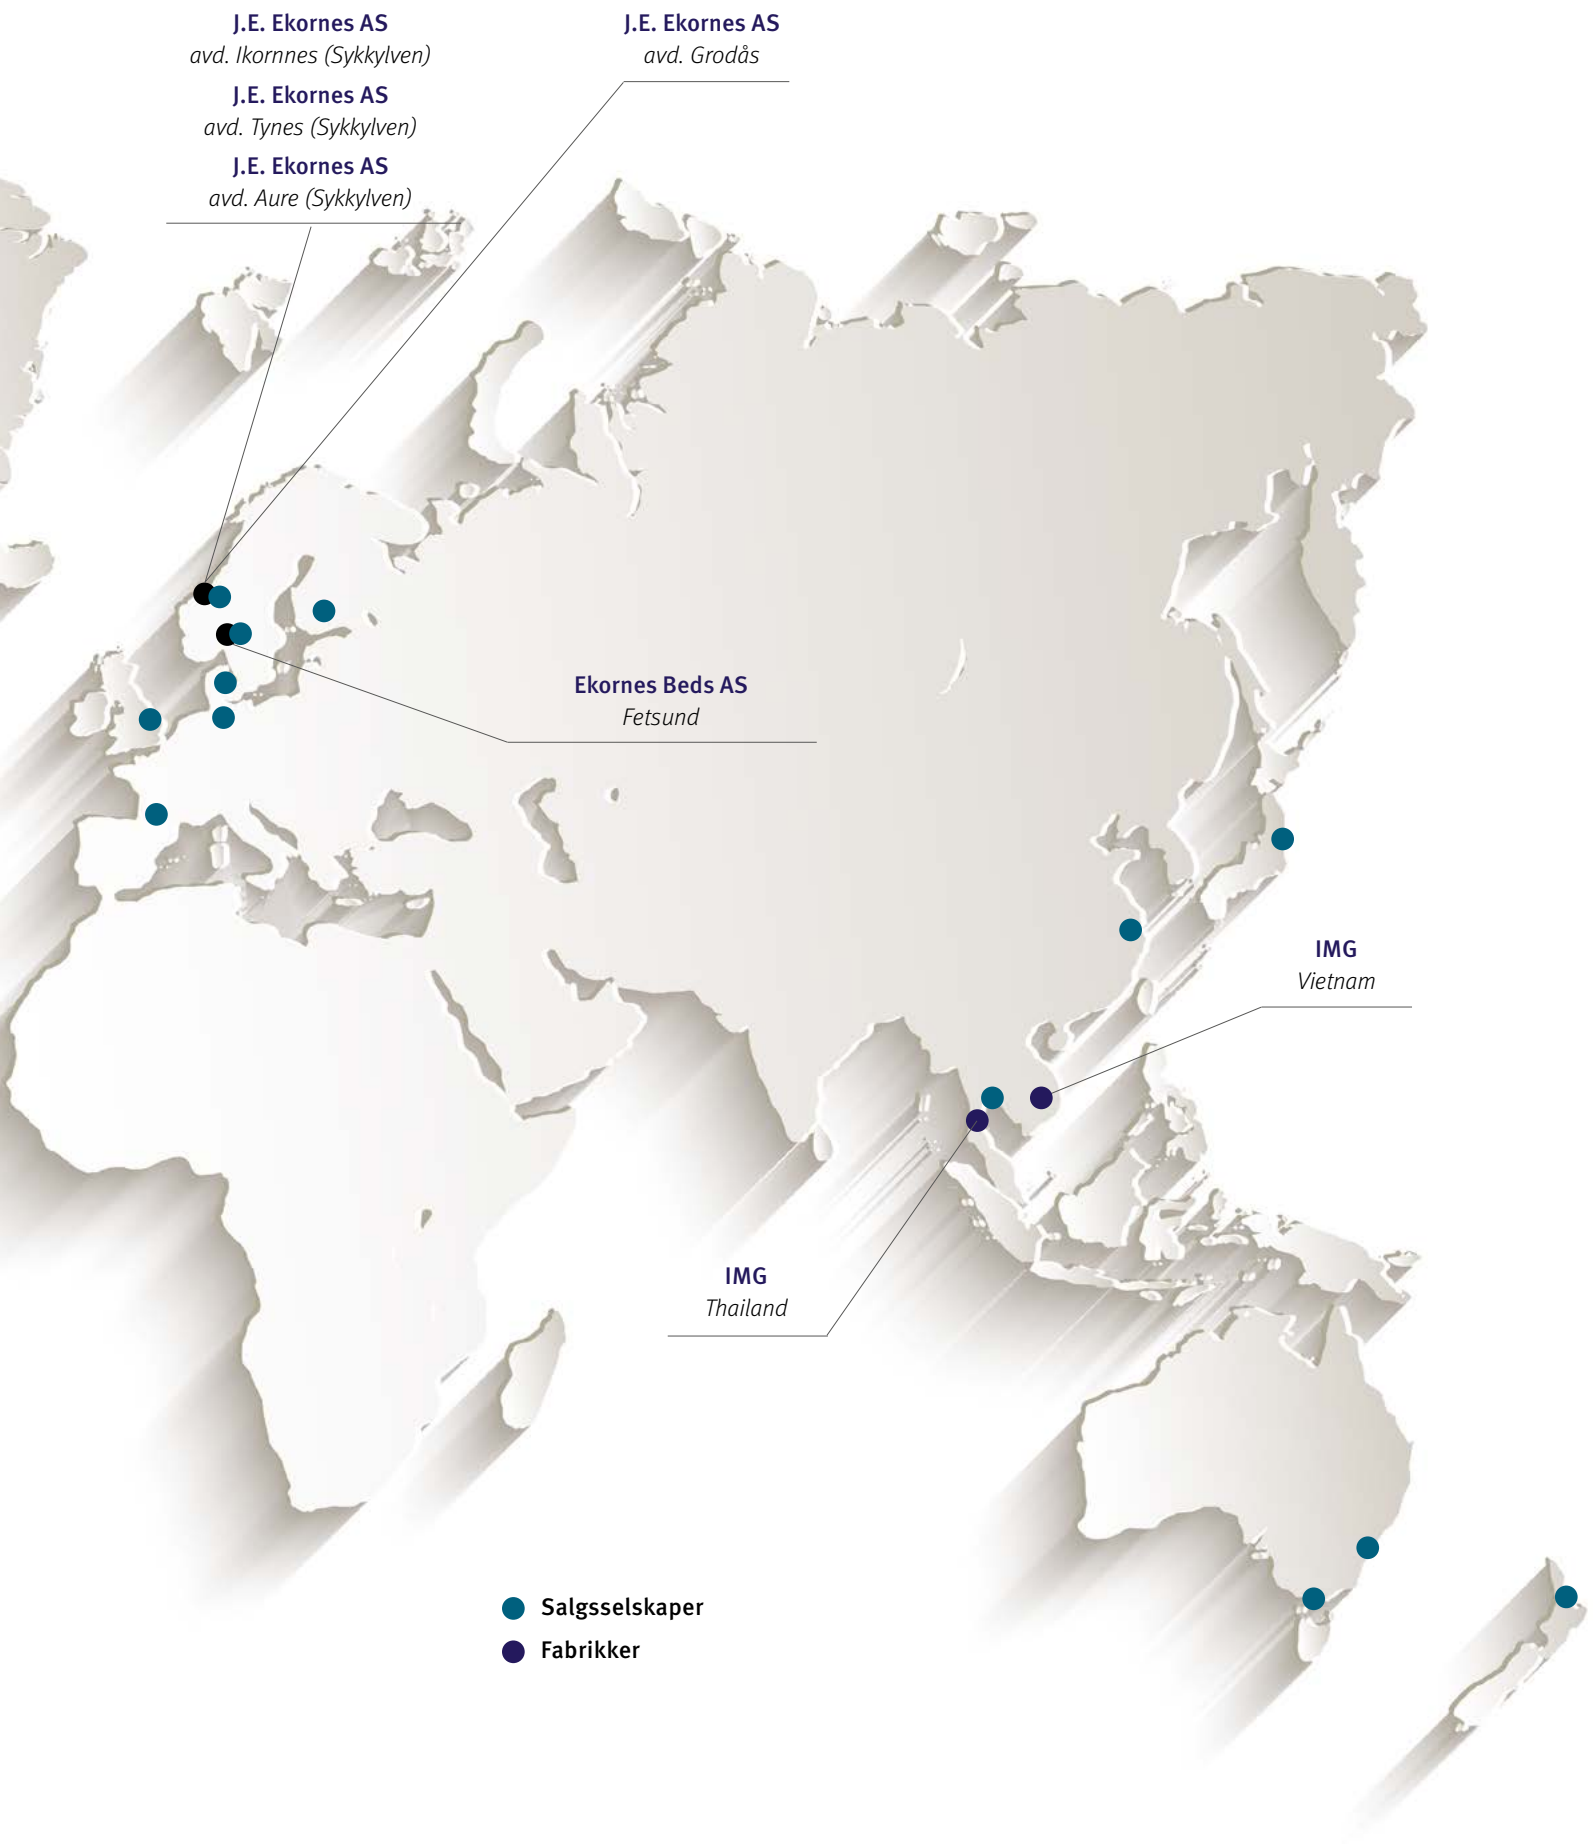 J.E. Ekornes AS
avd. Ikornnes (Sykkylven)
J.E. Ekornes AS
avd. Tynes (Sykkylven)
J.E. Ekornes AS
avd. Aure (Sykkylven)
J.E. Ekornes AS
avd. Grodås
Ekornes Beds AS
Fetsund
IMG
Vietnam
IMG
Thailand
Salgsselskaper
Fabrikker